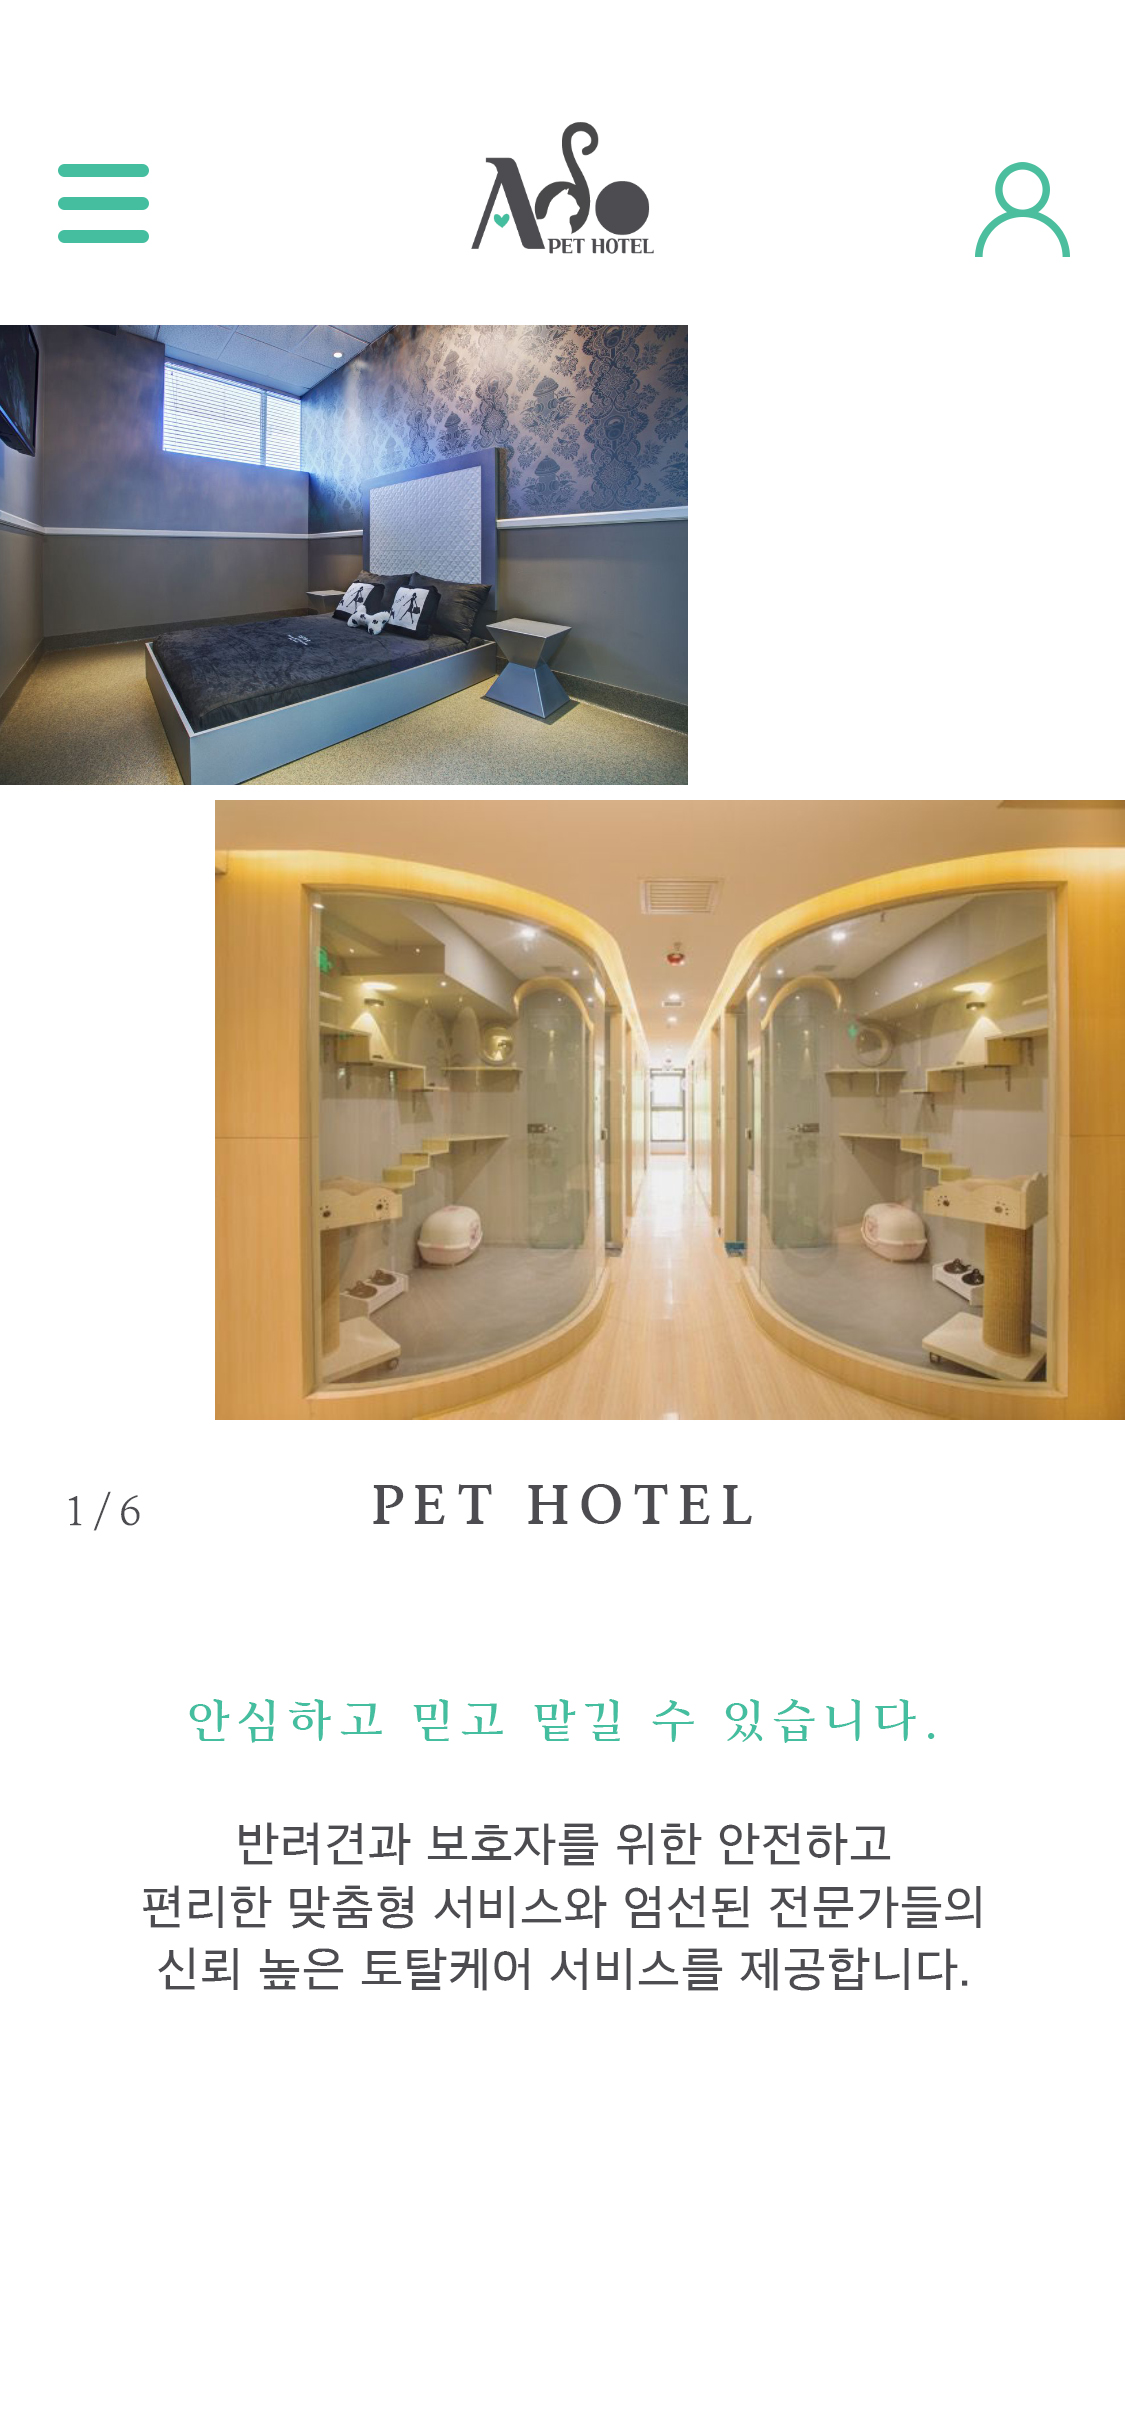 Ado
PET HOTEL
1/6
PET HOTEL
안심하고 믿고 맡길 수 있습니다.
반려견과 보호자를 위한 안전하고
편리한 맞춤형 서비스와 엄선된 전문가들의
신뢰 높은 토탈케어 서비스를 제공합니다.